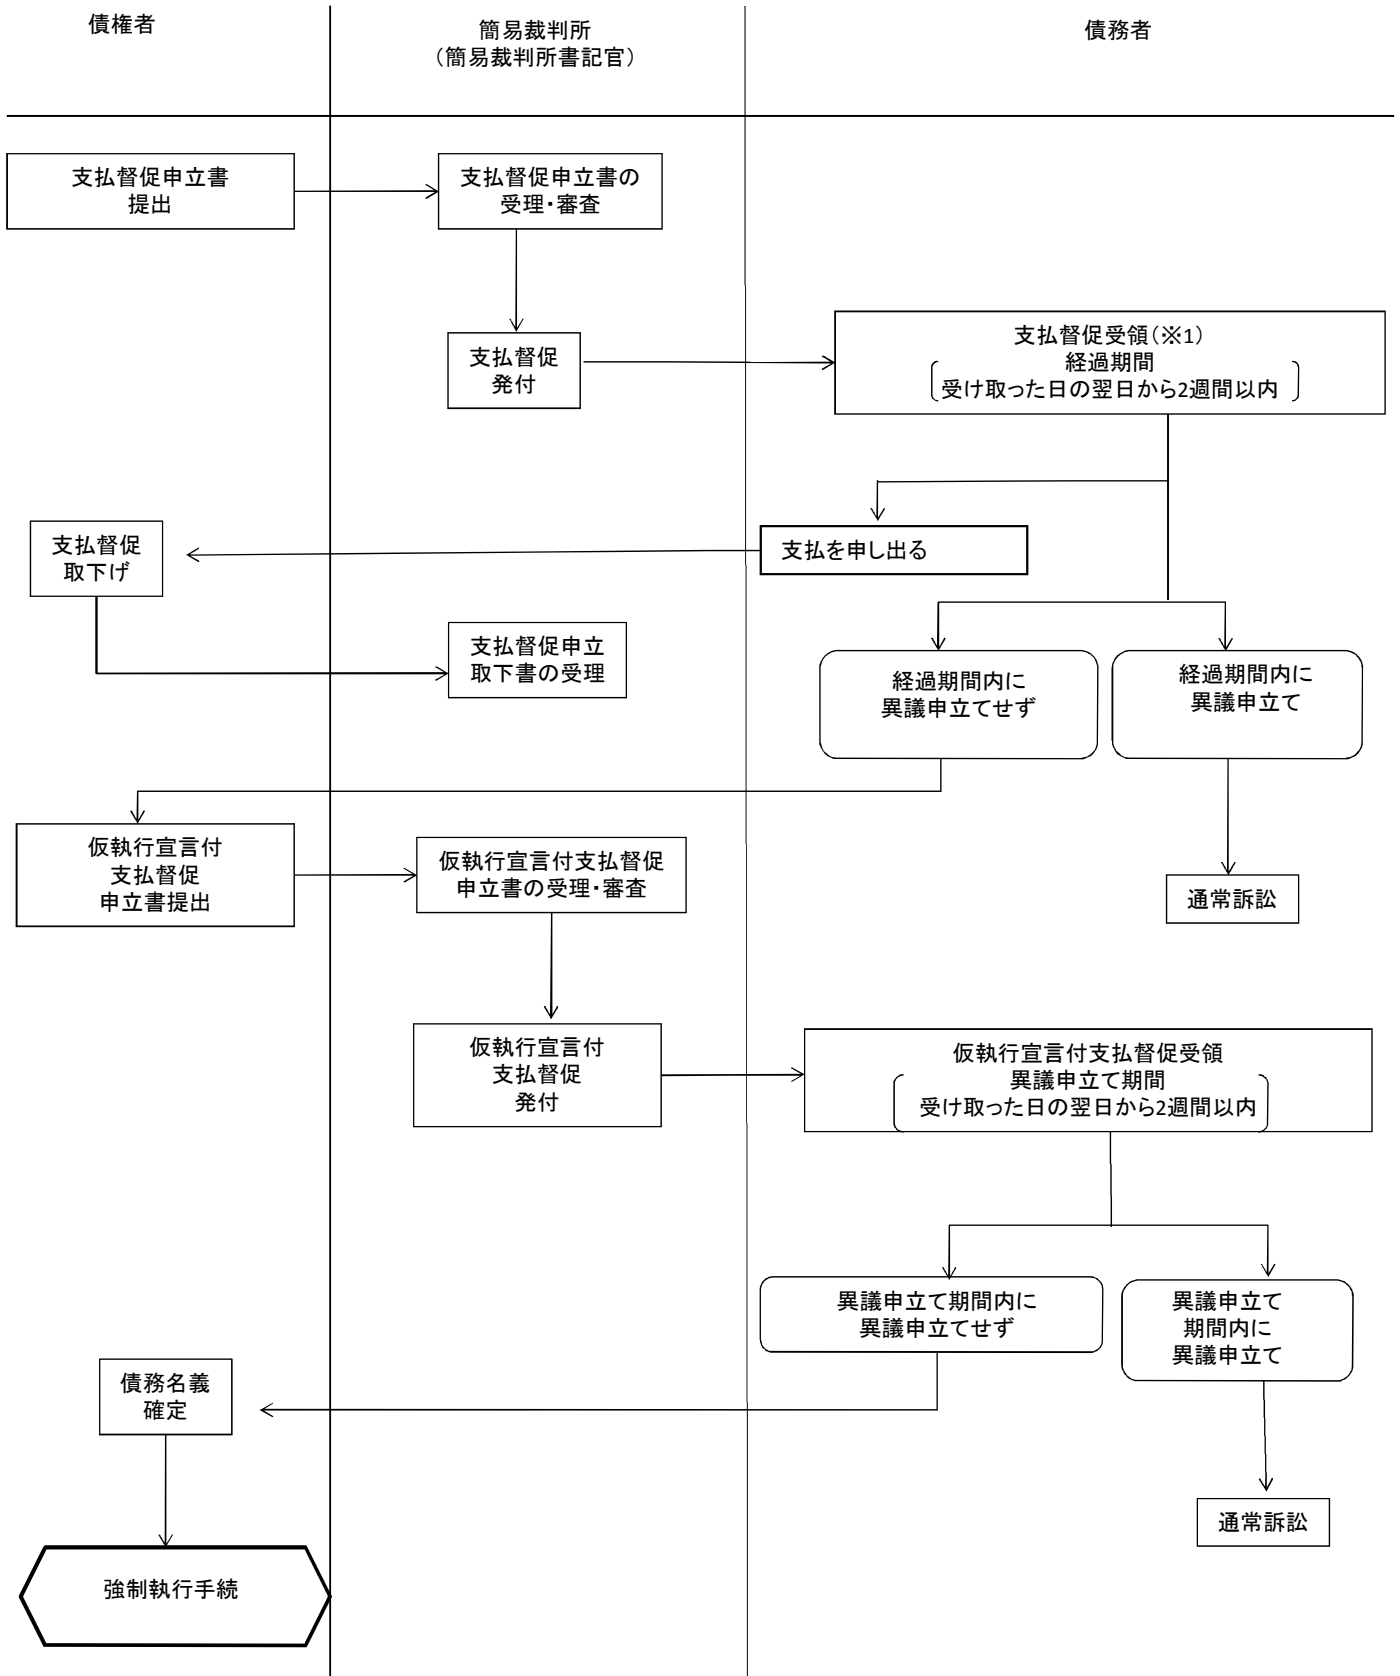 債権者
簡易裁判所
(簡易裁判所書記官)
債務者
支払督促申立書
提出
支払督促申立書の
受理・審査
支払督促
発付
支払督促受領(※1)
経過期間
受け取った日の翌日から2週間以内
支払を申し出る
支払督促
取下げ
支払督促申立
取下書の受理
経過期間内に
異議申立てせず
経過期間内に
異議申立て
仮執行宣言付
支払督促
申立書提出
仮執行宣言付支払督促
申立書の受理・審査
通常訴訟
仮執行宣言付
支払督促
発付
仮執行宣言付支払督促受領
異議申立て期間
受け取った日の翌日から2週間以内
異議申立て期間内に
異議申立てせず
異議申立て
期間内に
異議申立て
債務名義
確定
通常訴訟
強制執行手続